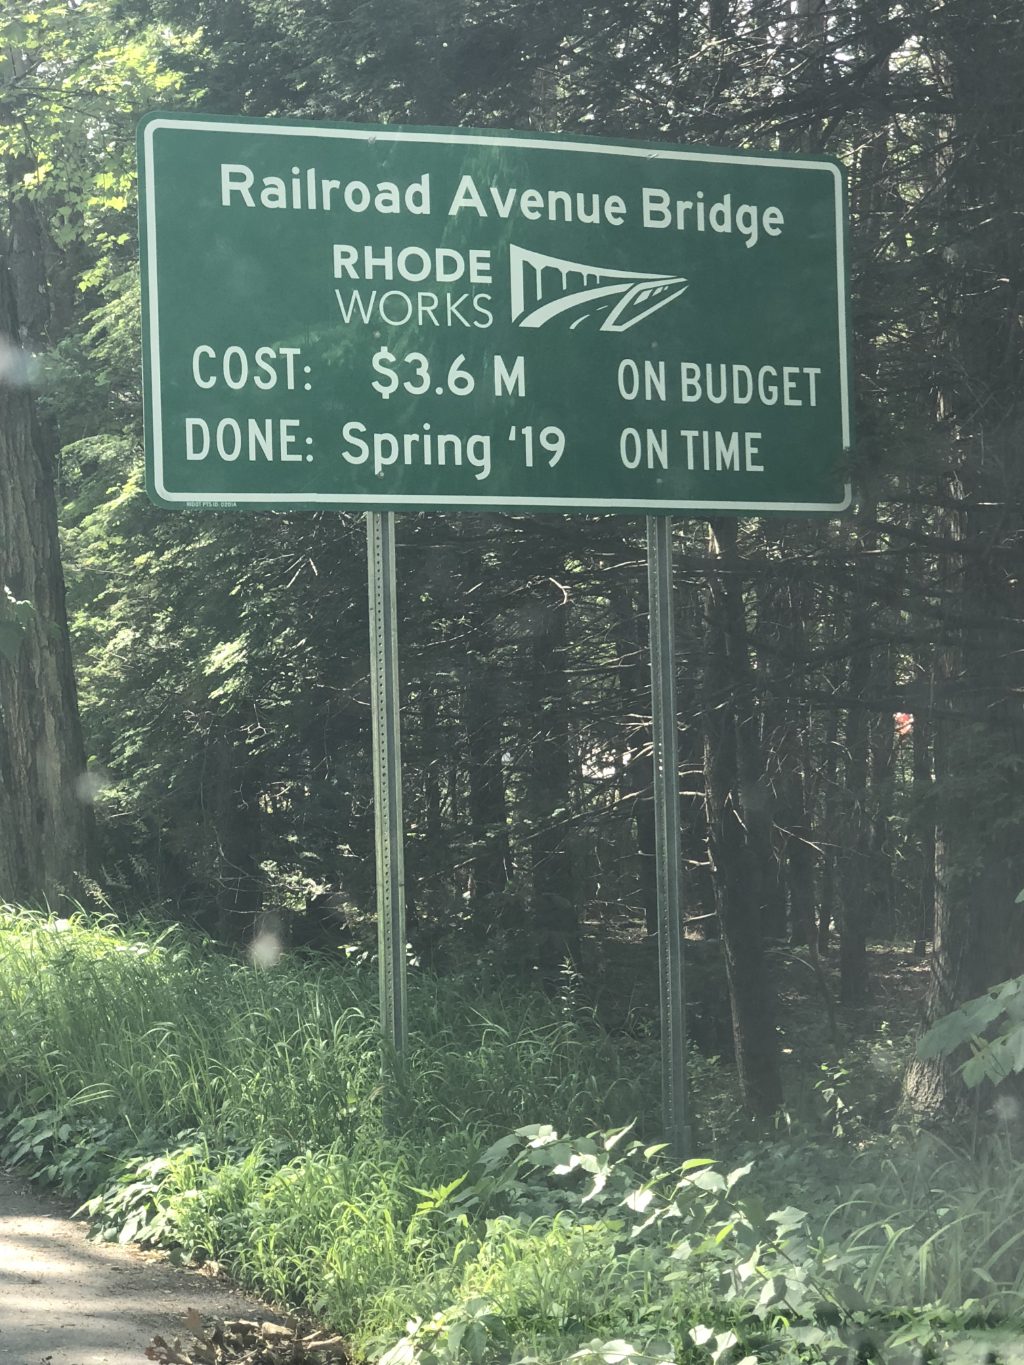 Railroad Avenue Bridge
RHODE
WORKS
COST: $3.6 M ON BUDGET
DONE: Spring ‘19 ON TIME